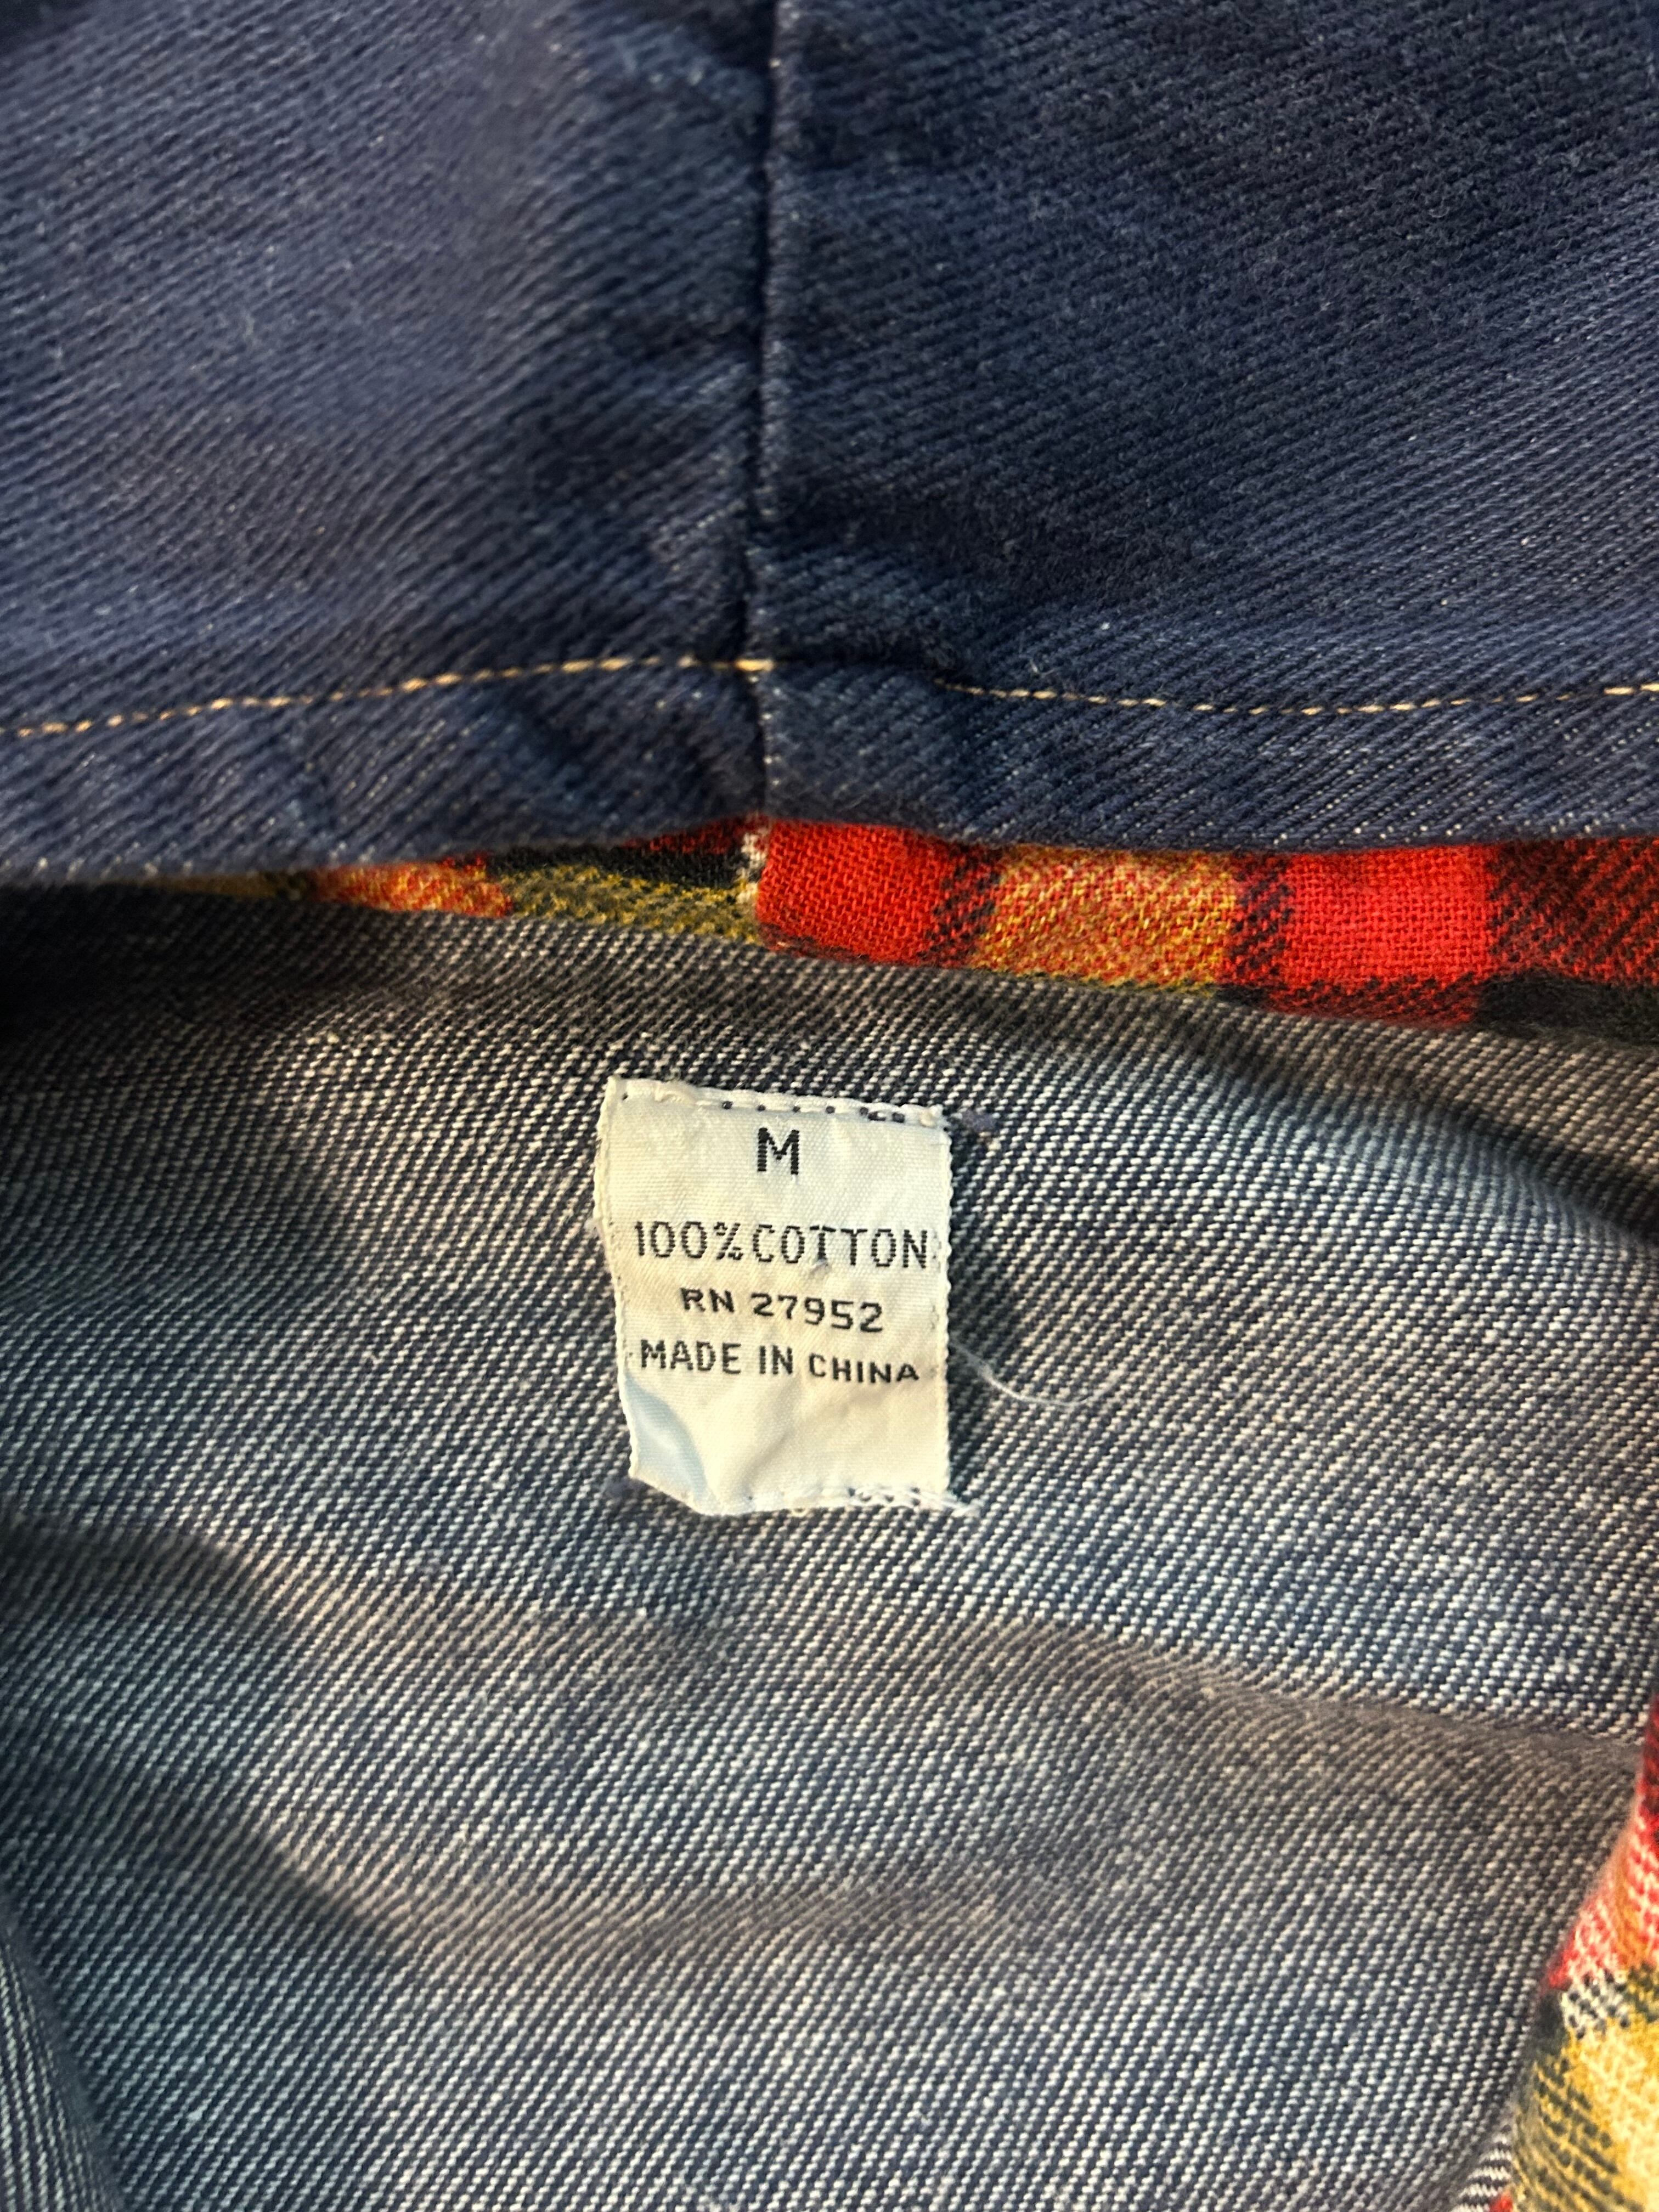 M
100% COTTON
RN 27952
MADE IN CHINA